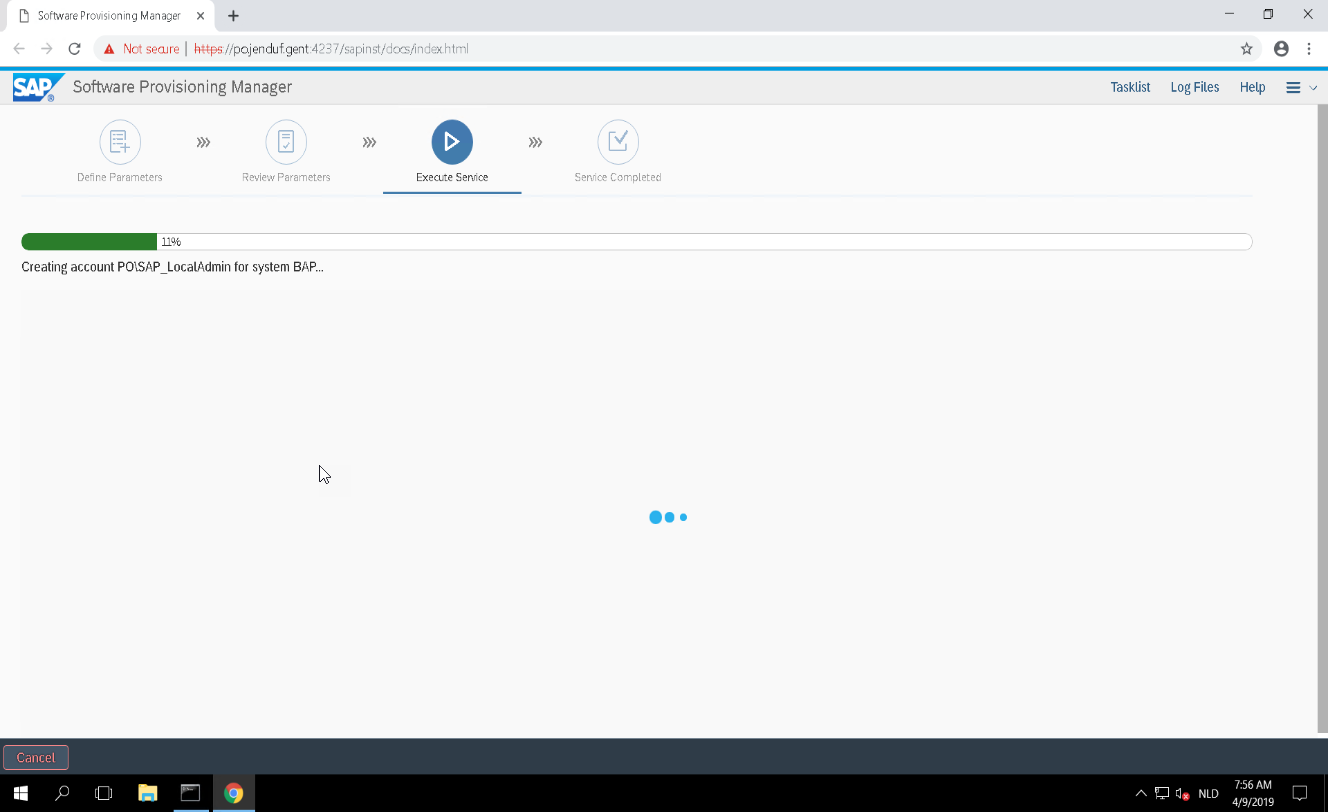 Software Provisioning Manager
Not secure | https://pojenduf.gent:4237/sapinst/docs/index.html
SAP® Software Provisioning Manager Tasklist Log Files Help
Define Parameters Review Parameters Execute Service Service Completed
11%
Creating account PO\SAP_LocalAdmin for system BAP...
Cancel
NLD 7:56 AM
4/9/2019